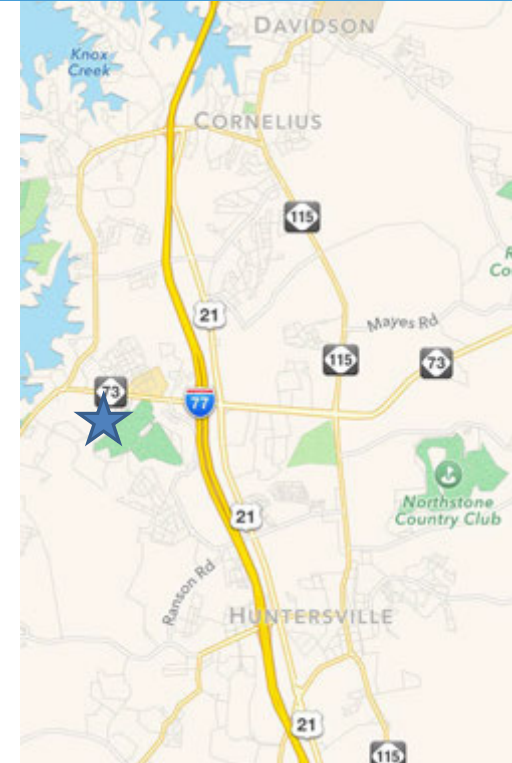 DAVIDSON
Knox
Creek
CORNELIUS
115
21
Mayes Rd
115
73
73
77
21
Northstone
Country Club
Ranson Rd
HUNTERSVILLE
21
115